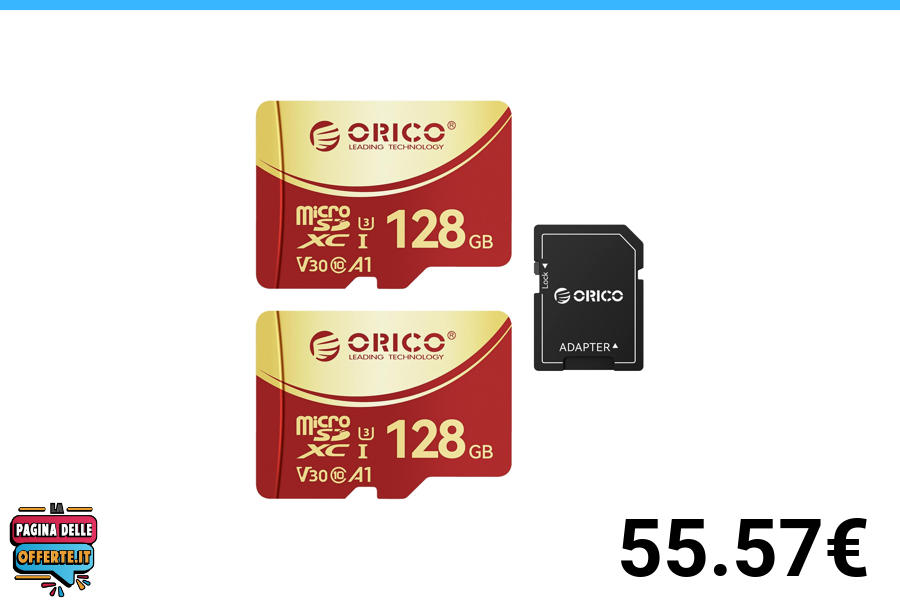 ORICO®
LEADING TECHNOLOGY
micro
SD
XC I U3 128 GB
V30 10 A1
ORICO®
LEADING TECHNOLOGY
micro
SD
XC I U3 128 GB
V30 10 A1
Lock
ORICO
ADAPTER
LA
PAGINA DELLE
OFFERTE.IT
55.57€